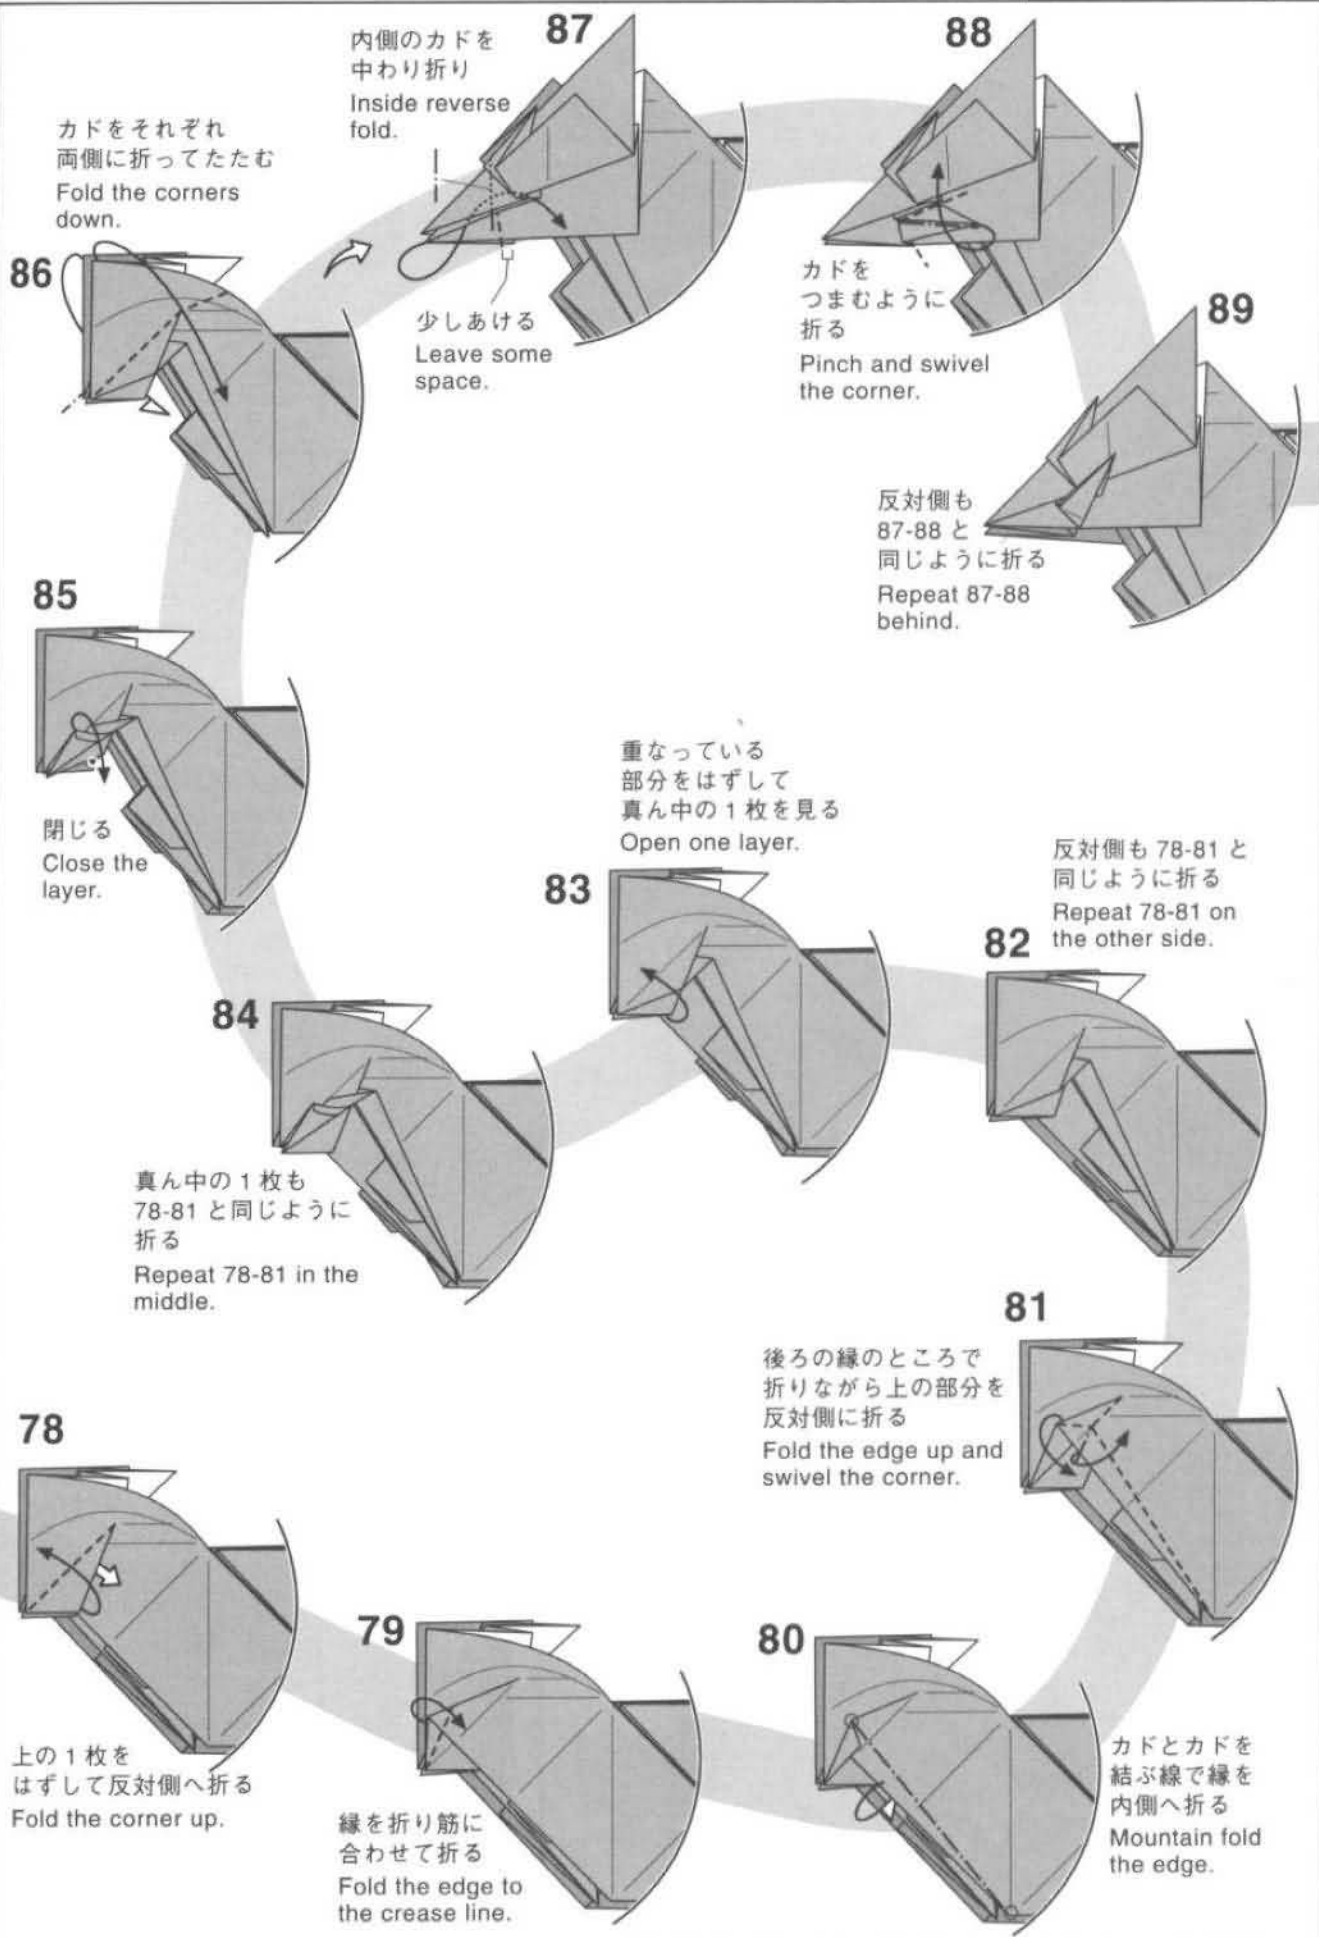 78
上の1枚を
はずして反対側へ折る
Fold the corner up.
79
縁を折り筋に
合わせて折る
Fold the edge to
the crease line.
80
カドとカドを
結ぶ線で縁を
内側へ折る
Mountain fold
the edge.
81
後ろの縁のところで
折りながら上の部分を
反対側に折る
Fold the edge up and
swivel the corner.
82
反対側も 78-81 と
同じように折る
Repeat 78-81 on
the other side.
83
重なっている
部分をはずして
真ん中の1枚を見る
Open one layer.
84
真ん中の1枚も
78-81 と同じように
折る
Repeat 78-81 in the
middle.
85
閉じる
Close the
layer.
86
カドをそれぞれ
両側に折ってたたむ
Fold the corners
down.
87
内側のカドを
中わり折り
Inside reverse
fold.
少しあける
Leave some
space.
88
カドを
つまむように
折る
Pinch and swivel
the corner.
89
反対側も
87-88 と
同じように折る
Repeat 87-88
behind.